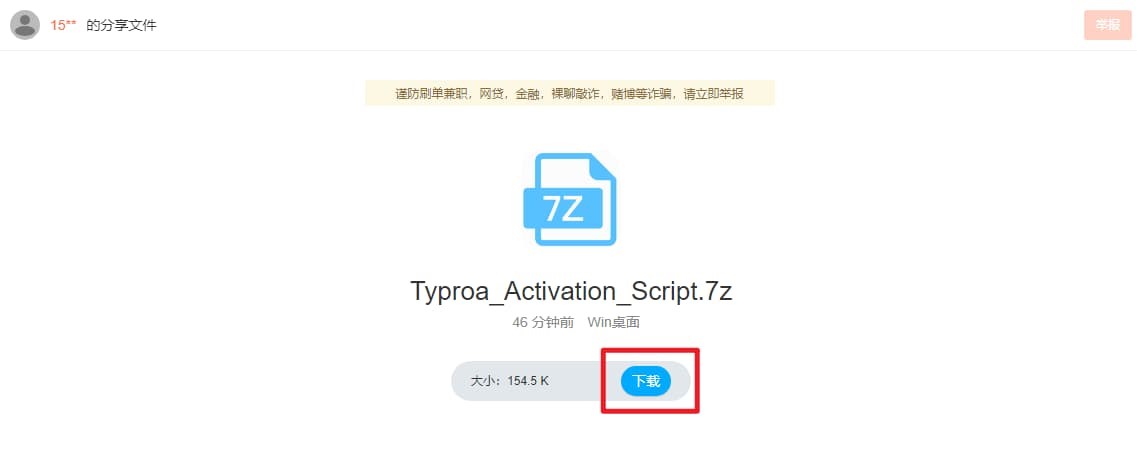 15** 的分享文件
举报
谨防刷单兼职，网贷，金融，裸聊敲诈，赌博等诈骗，请立即举报
7Z
Typroa_Activation_Script.7z
46 分钟前 Win桌面
大小：154.5 K 下载